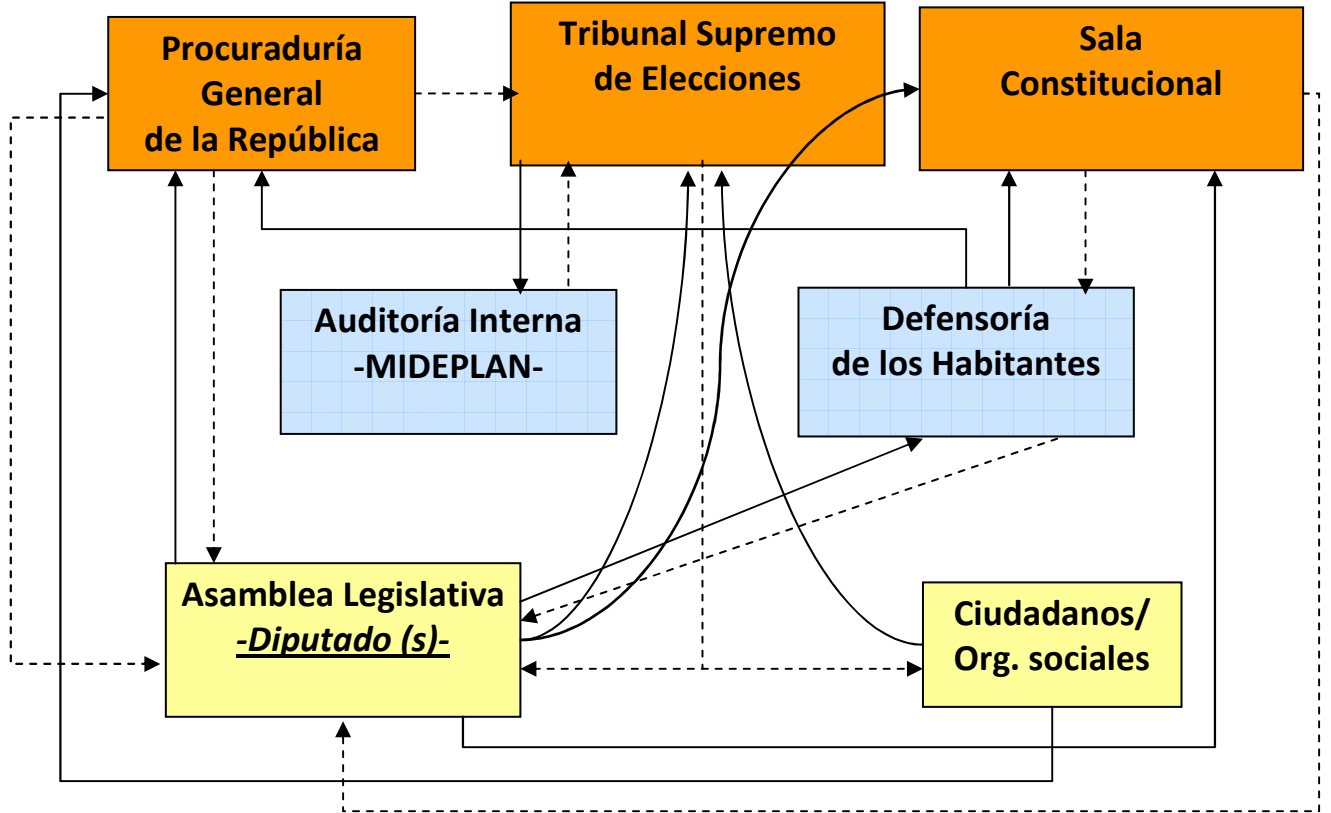 Procuraduría
General
de la República
Tribunal Supremo
de Elecciones
Sala
Constitucional
Auditoría Interna
-MIDEPLAN-
Defensoría
de los Habitantes
Asamblea Legislativa
-Diputado (s)-
Ciudadanos/
Org. sociales